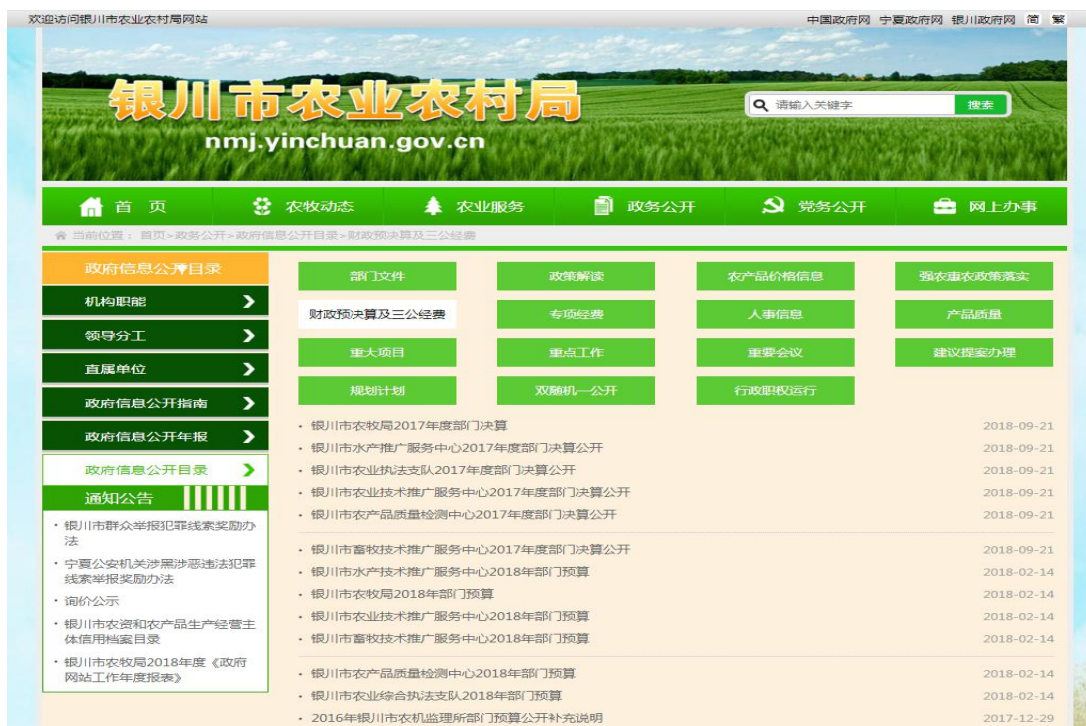 欢迎访问银川市农业农村局网站
中国政府网 宁夏政府网 银川政府网 简 繁
银川市农业农村局
nmj.yinchuan.gov.cn
请输入关键字 搜索
首 页 农牧动态 农业服务 政务公开 党务公开 网上办事
当前位置： 首页>政务公开>政府信息公开目录>财政预决算及三公经费
政府信息公开目录
机构职能
领导分工
直属单位
政府信息公开指南
政府信息公开年报
政府信息公开目录
通知公告
·银川市群众举报犯罪线索奖励办
法
·宁夏公安机关涉黑涉恶违法犯罪
线索举报奖励办法
·询价公示
·银川市农资和农产品生产经营主
体信用档案目录
·银川市农牧局2018年度《政府
网站工作年度报表》
部门文件 政策解读 农产品价格信息 强农惠农政策落实
财政预决算及三公经费 专项经费 人事信息 产品质量
重大项目 重点工作 重要会议 建议提案办理
规划计划 双随机一公开 行政职权运行
· 银川市农牧局2017年度部门决算 2018-09-21
· 银川市水产推广服务中心2017年度部门决算公开 2018-09-21
· 银川市农业执法支队2017年度部门决算公开 2018-09-21
· 银川市农业技术推广服务中心2017年度部门决算公开 2018-09-21
· 银川市农产品质量检测中心2017年度部门决算公开 2018-09-21
· 银川市畜牧技术推广服务中心2017年度部门决算公开 2018-09-21
· 银川市水产技术推广服务中心2018年部门预算 2018-02-14
· 银川市农牧局2018年部门预算 2018-02-14
· 银川市农业技术推广服务中心2018年部门预算 2018-02-14
· 银川市畜牧技术推广服务中心2018年部门预算 2018-02-14
· 银川市农产品质量检测中心2018年部门预算 2018-02-14
· 银川市农业综合执法支队2018年部门预算 2018-02-14
· 2016年银川市农机监理所部门预算公开补充说明 2017-12-29